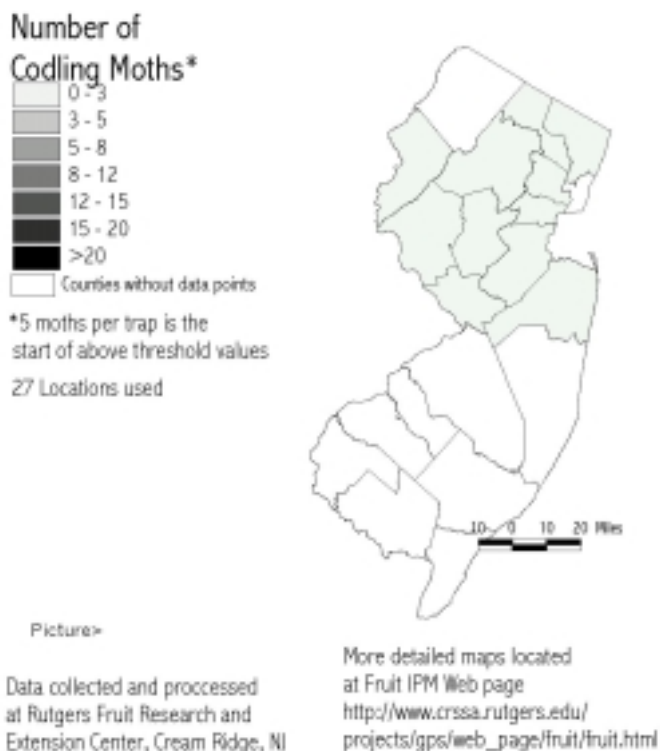 Number of
Codling Moths*
0 - 3
3 - 5
5 - 8
8 - 12
12 - 15
15 - 20
>20
Counties without data points
*5 moths per trap is the
start of above threshold values
27 Locations used
10 0 10 20 Miles
Picture>
Data collected and proccessed
at Rutgers Fruit Research and
Extension Center, Cream Ridge, NJ
More detailed maps located
at Fruit IPM Web page
http://www.crssa.rutgers.edu/
projects/gps/web_page/fruit/fruit.html